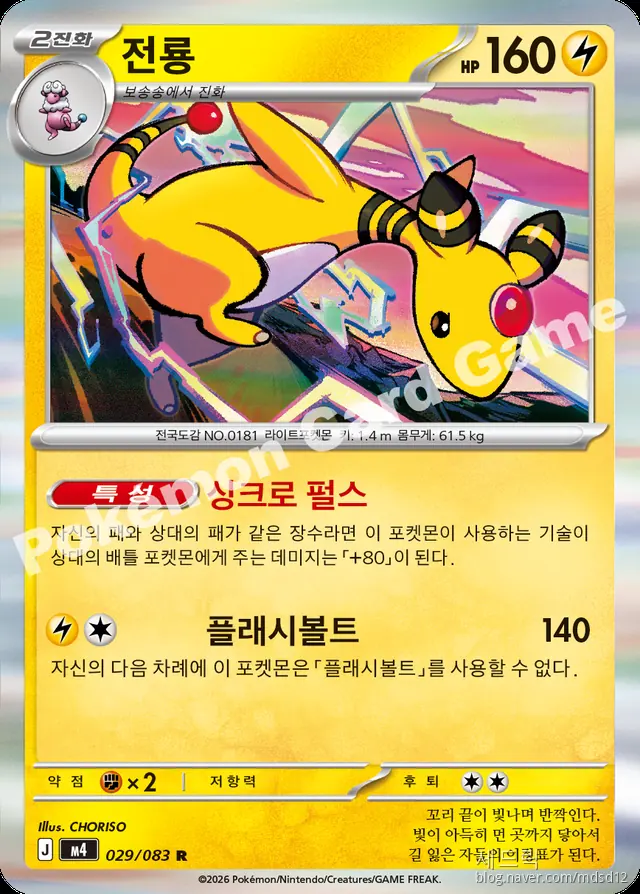 2진화
전룡
HP 160
보송송에서 진화
전국도감 NO.0181 라이트포켓몬 키: 1.4 m 몸무게: 61.5 kg
특성 싱크로 펄스
자신의 패와 상대의 패가 같은 장수라면 이 포켓몬이 사용하는 기술이
상대의 배틀 포켓몬에게 주는 데미지는 「+80」이 된다.
플래시볼트 140
자신의 다음 차례에 이 포켓몬은 「플래시볼트」를 사용할 수 없다.
약점 ×2 저항력 후퇴
꼬리 끝이 빛나며 반짝인다.
빛이 아득히 먼 곳까지 닿아서
길 잃은 자들의 이정표가 된다.
Illus. CHORISO
J M4 029/083 R
©2026 Pokémon/Nintendo/Creatures/GAME FREAK.
Pokémon Card Game
blog.naver.com/mdsd12